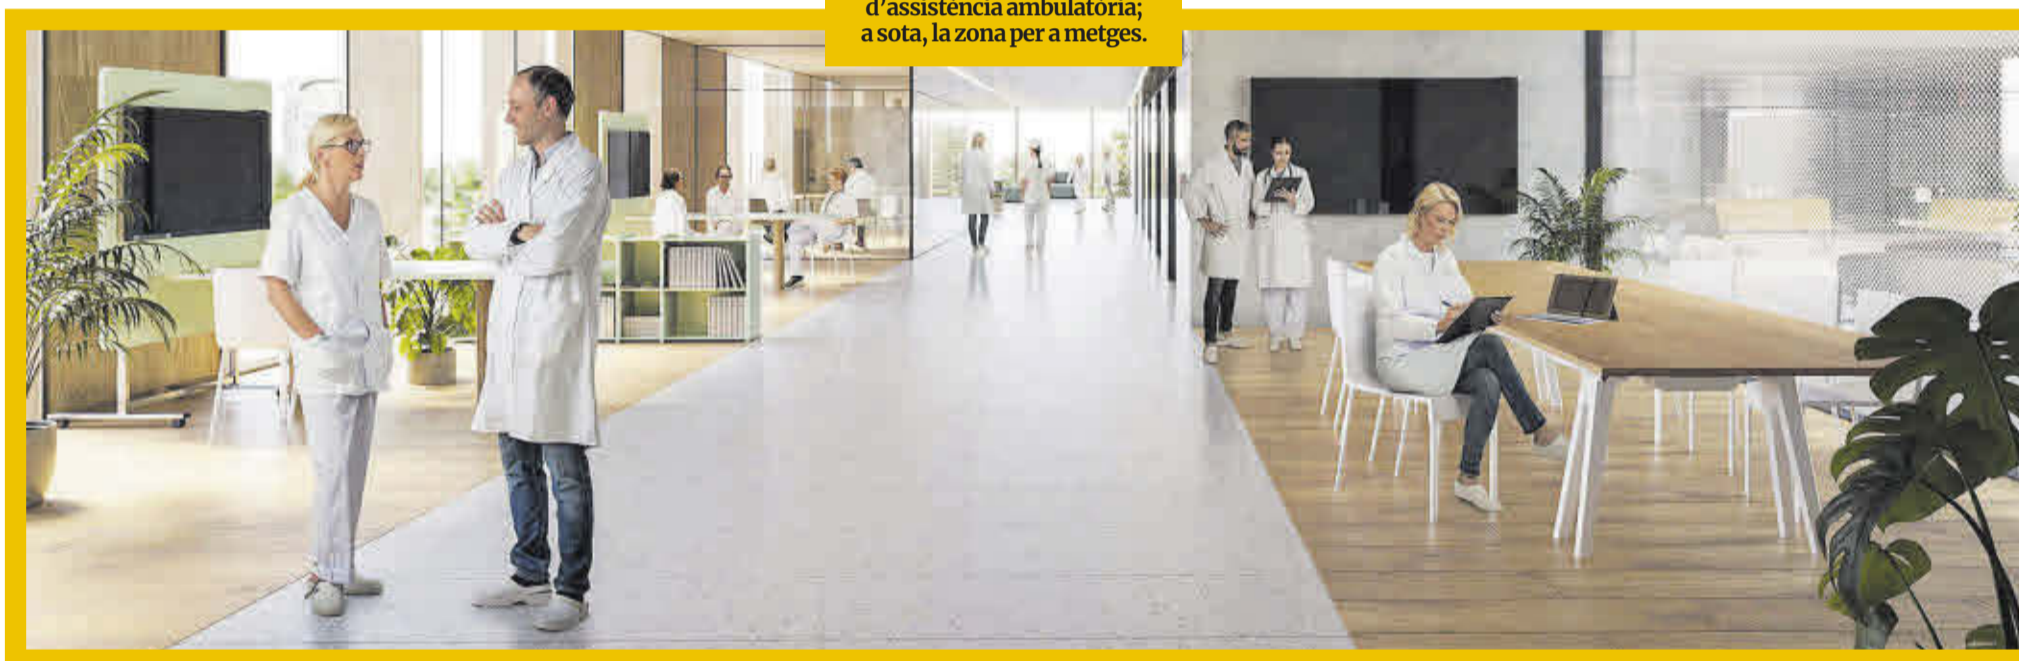 d’assistència ambulatòria;
a sota, la zona per a metges.